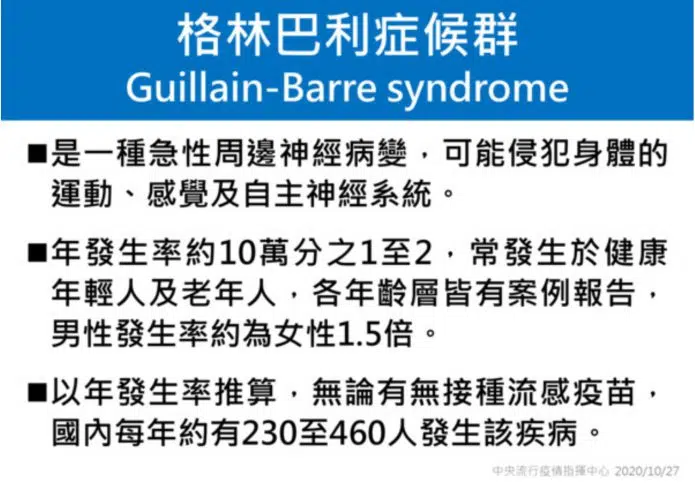 格林巴利症候群
Guillain-Barre syndrome
■是一種急性周邊神經病變，可能侵犯身體的
運動、感覺及自主神經系統。
■年發生率約10萬分之1至2，常發生於健康
年輕人及老年人，各年齡層皆有案例報告，
男性發生率約為女性1.5倍。
■以年發生率推算，無論有無接種流感疫苗，
國內每年約有230至460人發生該疾病。
中央流行疫情指揮中心 2020/10/27